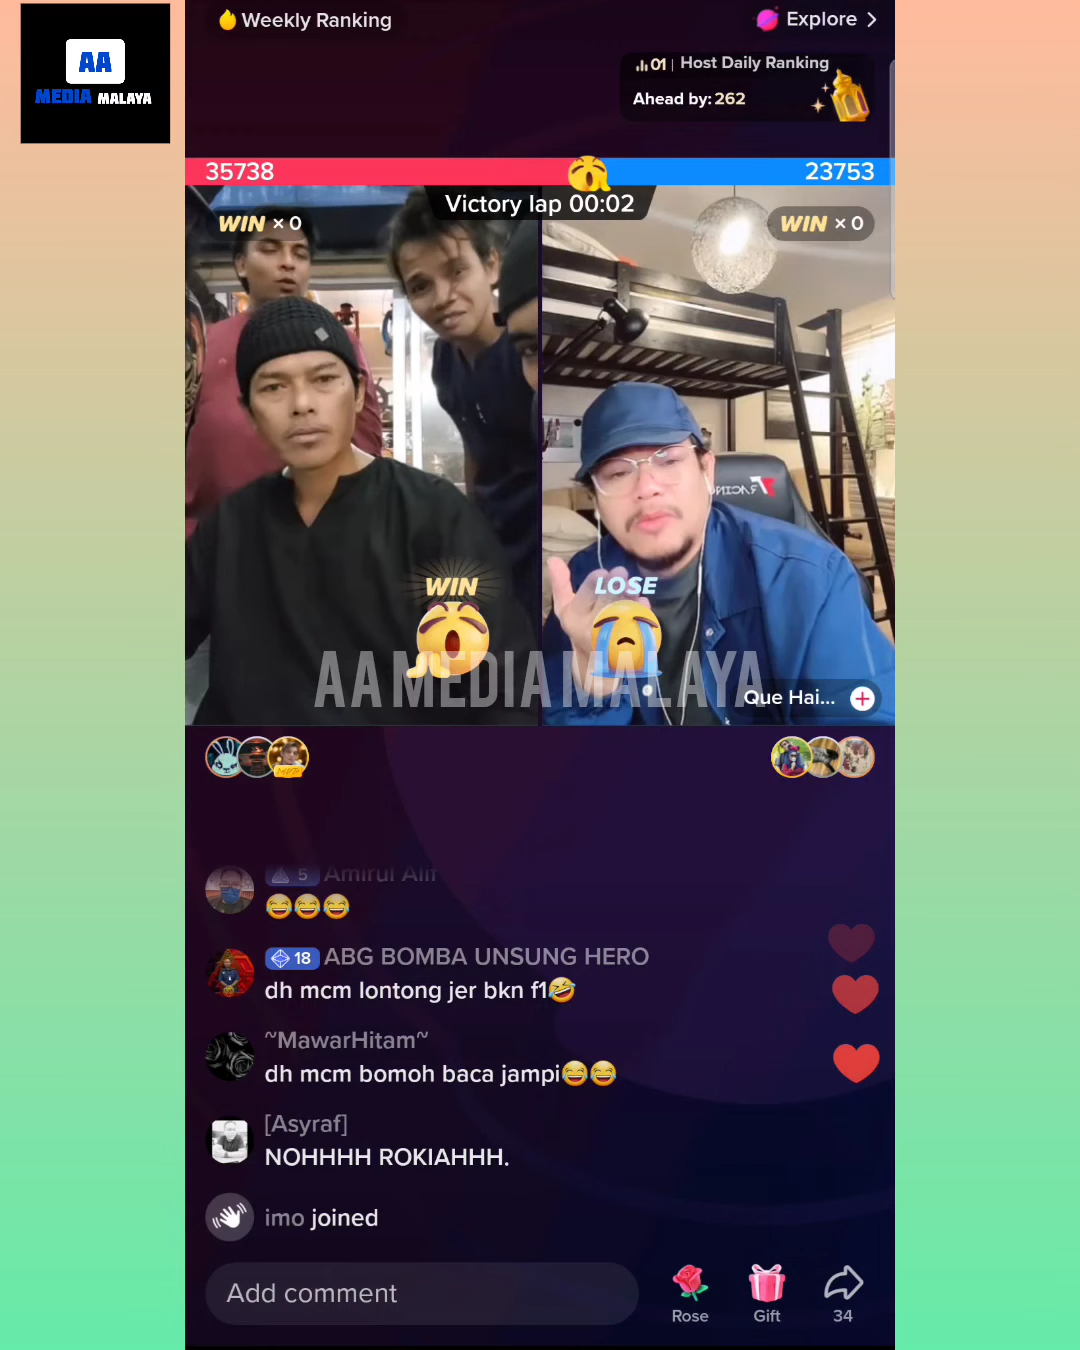 AA
MEDIA MALAYA
Weekly Ranking
Explore
01 | Host Daily Ranking
Ahead by: 262
35738
23753
Victory lap 00:02
WIN × 0
WIN × 0
RACING
WIN
LOSE
AA MEDIA MALAYA
Que Hai...
5 Amirul Alif
😂😂😂
18 ABG BOMBA UNSUNG HERO
dh mcm lontong jer bkn f1🤣
~MawarHitam~
dh mcm bomoh baca jampi😂😂
[Asyraf]
NOHHHH ROKIAHHH.
imo joined
Add comment
Rose
Gift
34